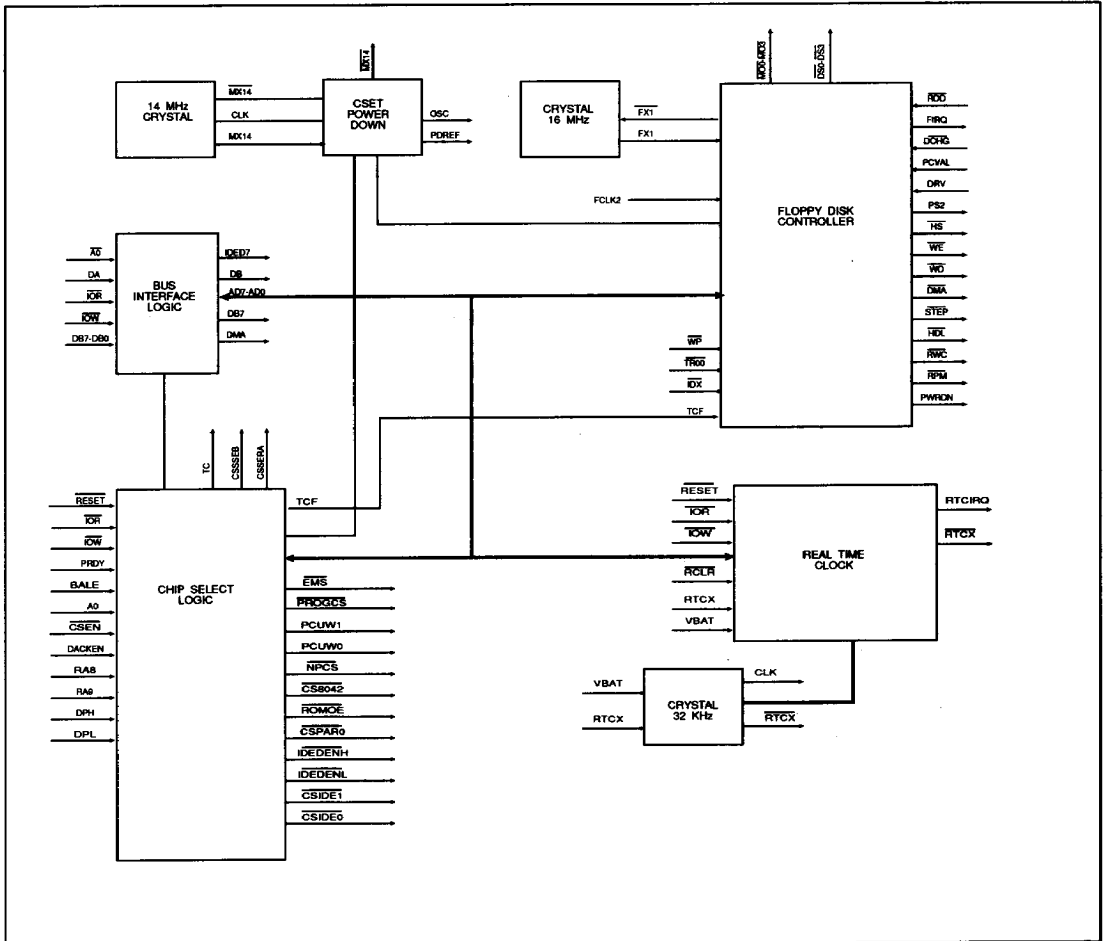 MX14
MO0-MO3
DS0-DS3
14 MHz
CRYSTAL
MX14
CLK
MX14
CSET
POWER
DOWN
OSC
PDREF
CRYSTAL
16 MHz
FX1
FX1
FCLK2
FLOPPY DISK
CONTROLLER
RDD
FIRQ
DCHG
PCVAL
DRV
PS2
HS
WE
WD
DMA
STEP
HDL
RWC
RPM
PWRDN
A0
DA
IOR
IOW
DB7-DB0
BUS
INTERFACE
LOGIC
IDED7
DB
AD7-AD0
DB7
DMA
WP
TR00
IDX
TCF
TC
CSSSEB
CSSERA
RESET
IOR
IOW
PRDY
BALE
A0
CSEN
DACKEN
RA8
RA9
DPH
DPL
CHIP SELECT
LOGIC
TCF
EMS
PROGCS
PCUW1
PCUW0
NPCS
CS8042
ROMOE
CSPAR0
IDEDENH
IDEDENL
CSIDE1
CSIDE0
RESET
IOR
IOW
RCLR
RTCX
VBAT
REAL TIME
CLOCK
RTCIRQ
RTCX
VBAT
RTCX
CRYSTAL
32 KHz
CLK
RTCX